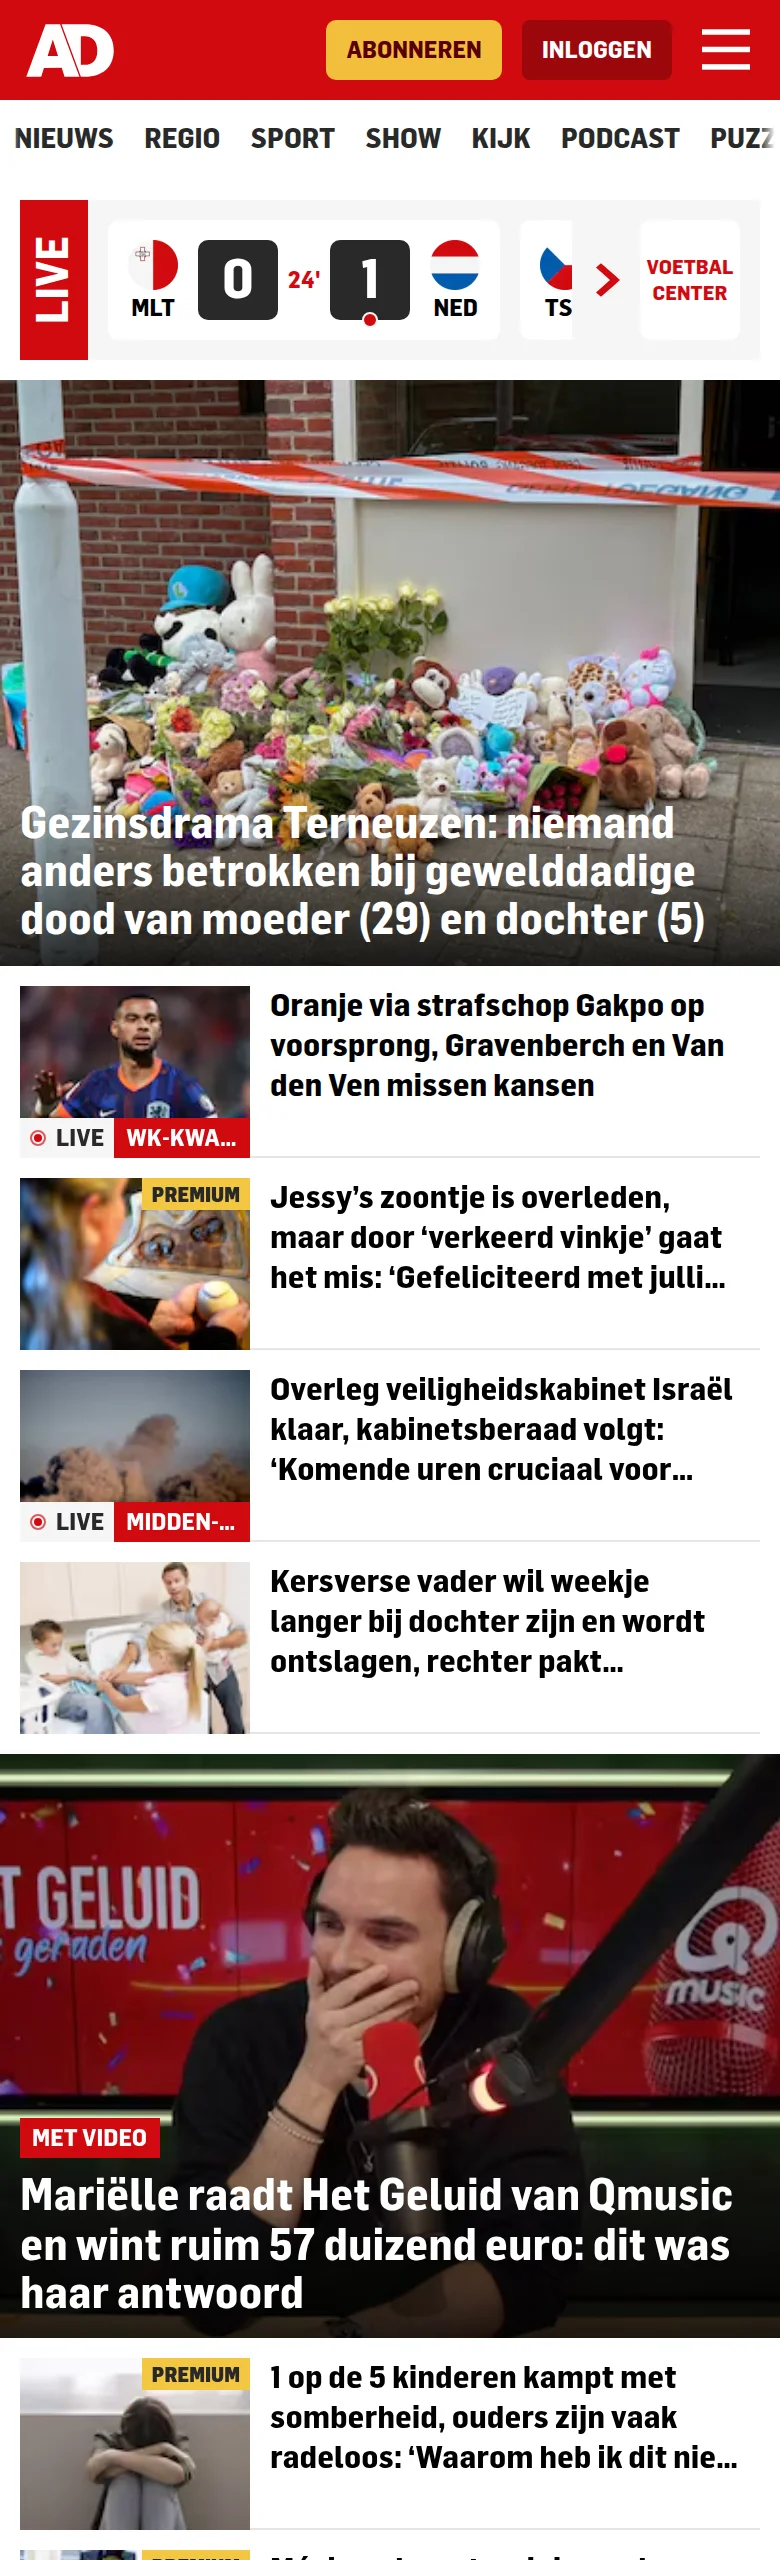 AD
ABONNEREN
INLOGGEN
NIEUWS REGIO SPORT SHOW KIJK PODCAST PUZZ
LIVE
MLT
0
24'
1
NED
TS
VOETBAL
CENTER
GEEN TOEGANG
Gezinsdrama Terneuzen: niemand
anders betrokken bij gewelddadige
dood van moeder (29) en dochter (5)
Oranje via strafschop Gakpo op
voorsprong, Gravenberch en Van
den Ven missen kansen
LIVE
WK-KWA...
PREMIUM
Jessy’s zoontje is overleden,
maar door ‘verkeerd vinkje’ gaat
het mis: ‘Gefeliciteerd met julli...
Overleg veiligheidskabinet Israël
klaar, kabinetsberaad volgt:
‘Komende uren cruciaal voor...
LIVE
MIDDEN-...
Kersverse vader wil weekje
langer bij dochter zijn en wordt
ontslagen, rechter pakt...
T GELUID
geraden
music
MET VIDEO
Mariëlle raadt Het Geluid van Qmusic
en wint ruim 57 duizend euro: dit was
haar antwoord
PREMIUM
1 op de 5 kinderen kampt met
somberheid, ouders zijn vaak
radeloos: ‘Waarom heb ik dit nie...
PREMIUM